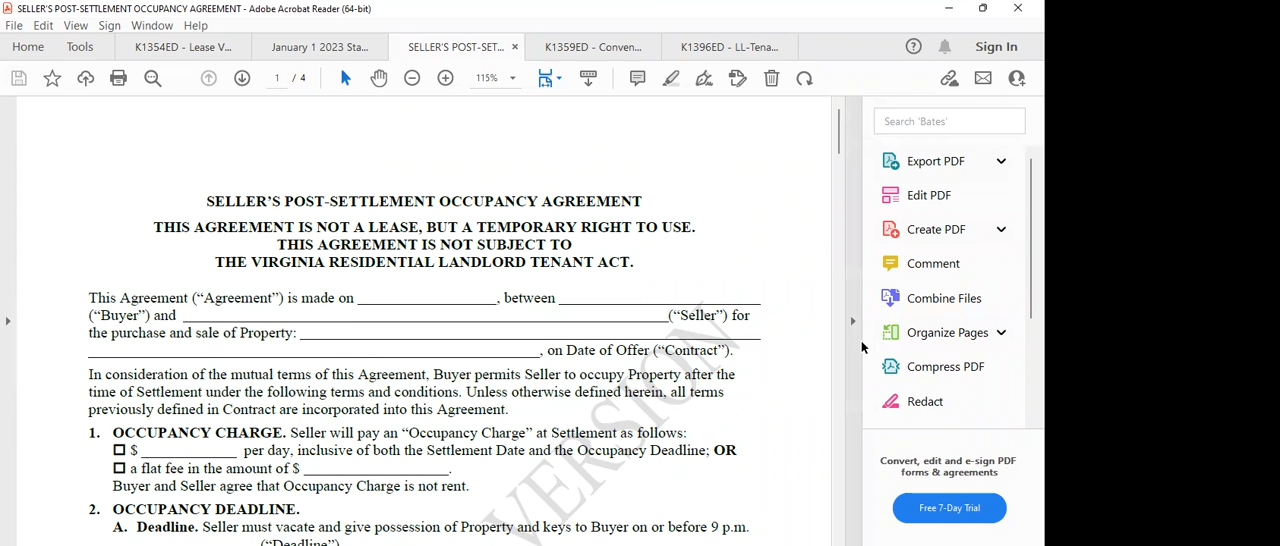 SELLER'S POST-SETTLEMENT OCCUPANCY AGREEMENT - Adobe Acrobat Reader (64-bit)
File Edit View Sign Window Help
Home Tools K1354ED - Lease V... January 1 2023 Sta... SELLER'S POST-SET... × K1359ED - Conven... K1396ED - LL-Tena... Sign In
1 / 4 115%
Search 'Bates'
Export PDF
Edit PDF
Create PDF
Comment
Combine Files
Organize Pages
Compress PDF
Redact
Convert, edit and e-sign PDF
forms & agreements
Free 7-Day Trial
SELLER'S POST-SETTLEMENT OCCUPANCY AGREEMENT
THIS AGREEMENT IS NOT A LEASE, BUT A TEMPORARY RIGHT TO USE.
THIS AGREEMENT IS NOT SUBJECT TO
THE VIRGINIA RESIDENTIAL LANDLORD TENANT ACT.
This Agreement (“Agreement”) is made on ___________________, between ___________________________
(“Buyer”) and _________________________________________________________________(“Seller”) for
the purchase and sale of Property: ______________________________________________________________
_____________________________________________________________, on Date of Offer (“Contract”).
In consideration of the mutual terms of this Agreement, Buyer permits Seller to occupy Property after the
time of Settlement under the following terms and conditions. Unless otherwise defined herein, all terms
previously defined in Contract are incorporated into this Agreement.
1. OCCUPANCY CHARGE. Seller will pay an “Occupancy Charge” at Settlement as follows:
☐ $ _____________ per day, inclusive of both the Settlement Date and the Occupancy Deadline; OR
☐ a flat fee in the amount of $ ____________________.
Buyer and Seller agree that Occupancy Charge is not rent.
2. OCCUPANCY DEADLINE.
A. Deadline. Seller must vacate and give possession of Property and keys to Buyer on or before 9 p.m.
____________________ (“Deadline”)
VERSION